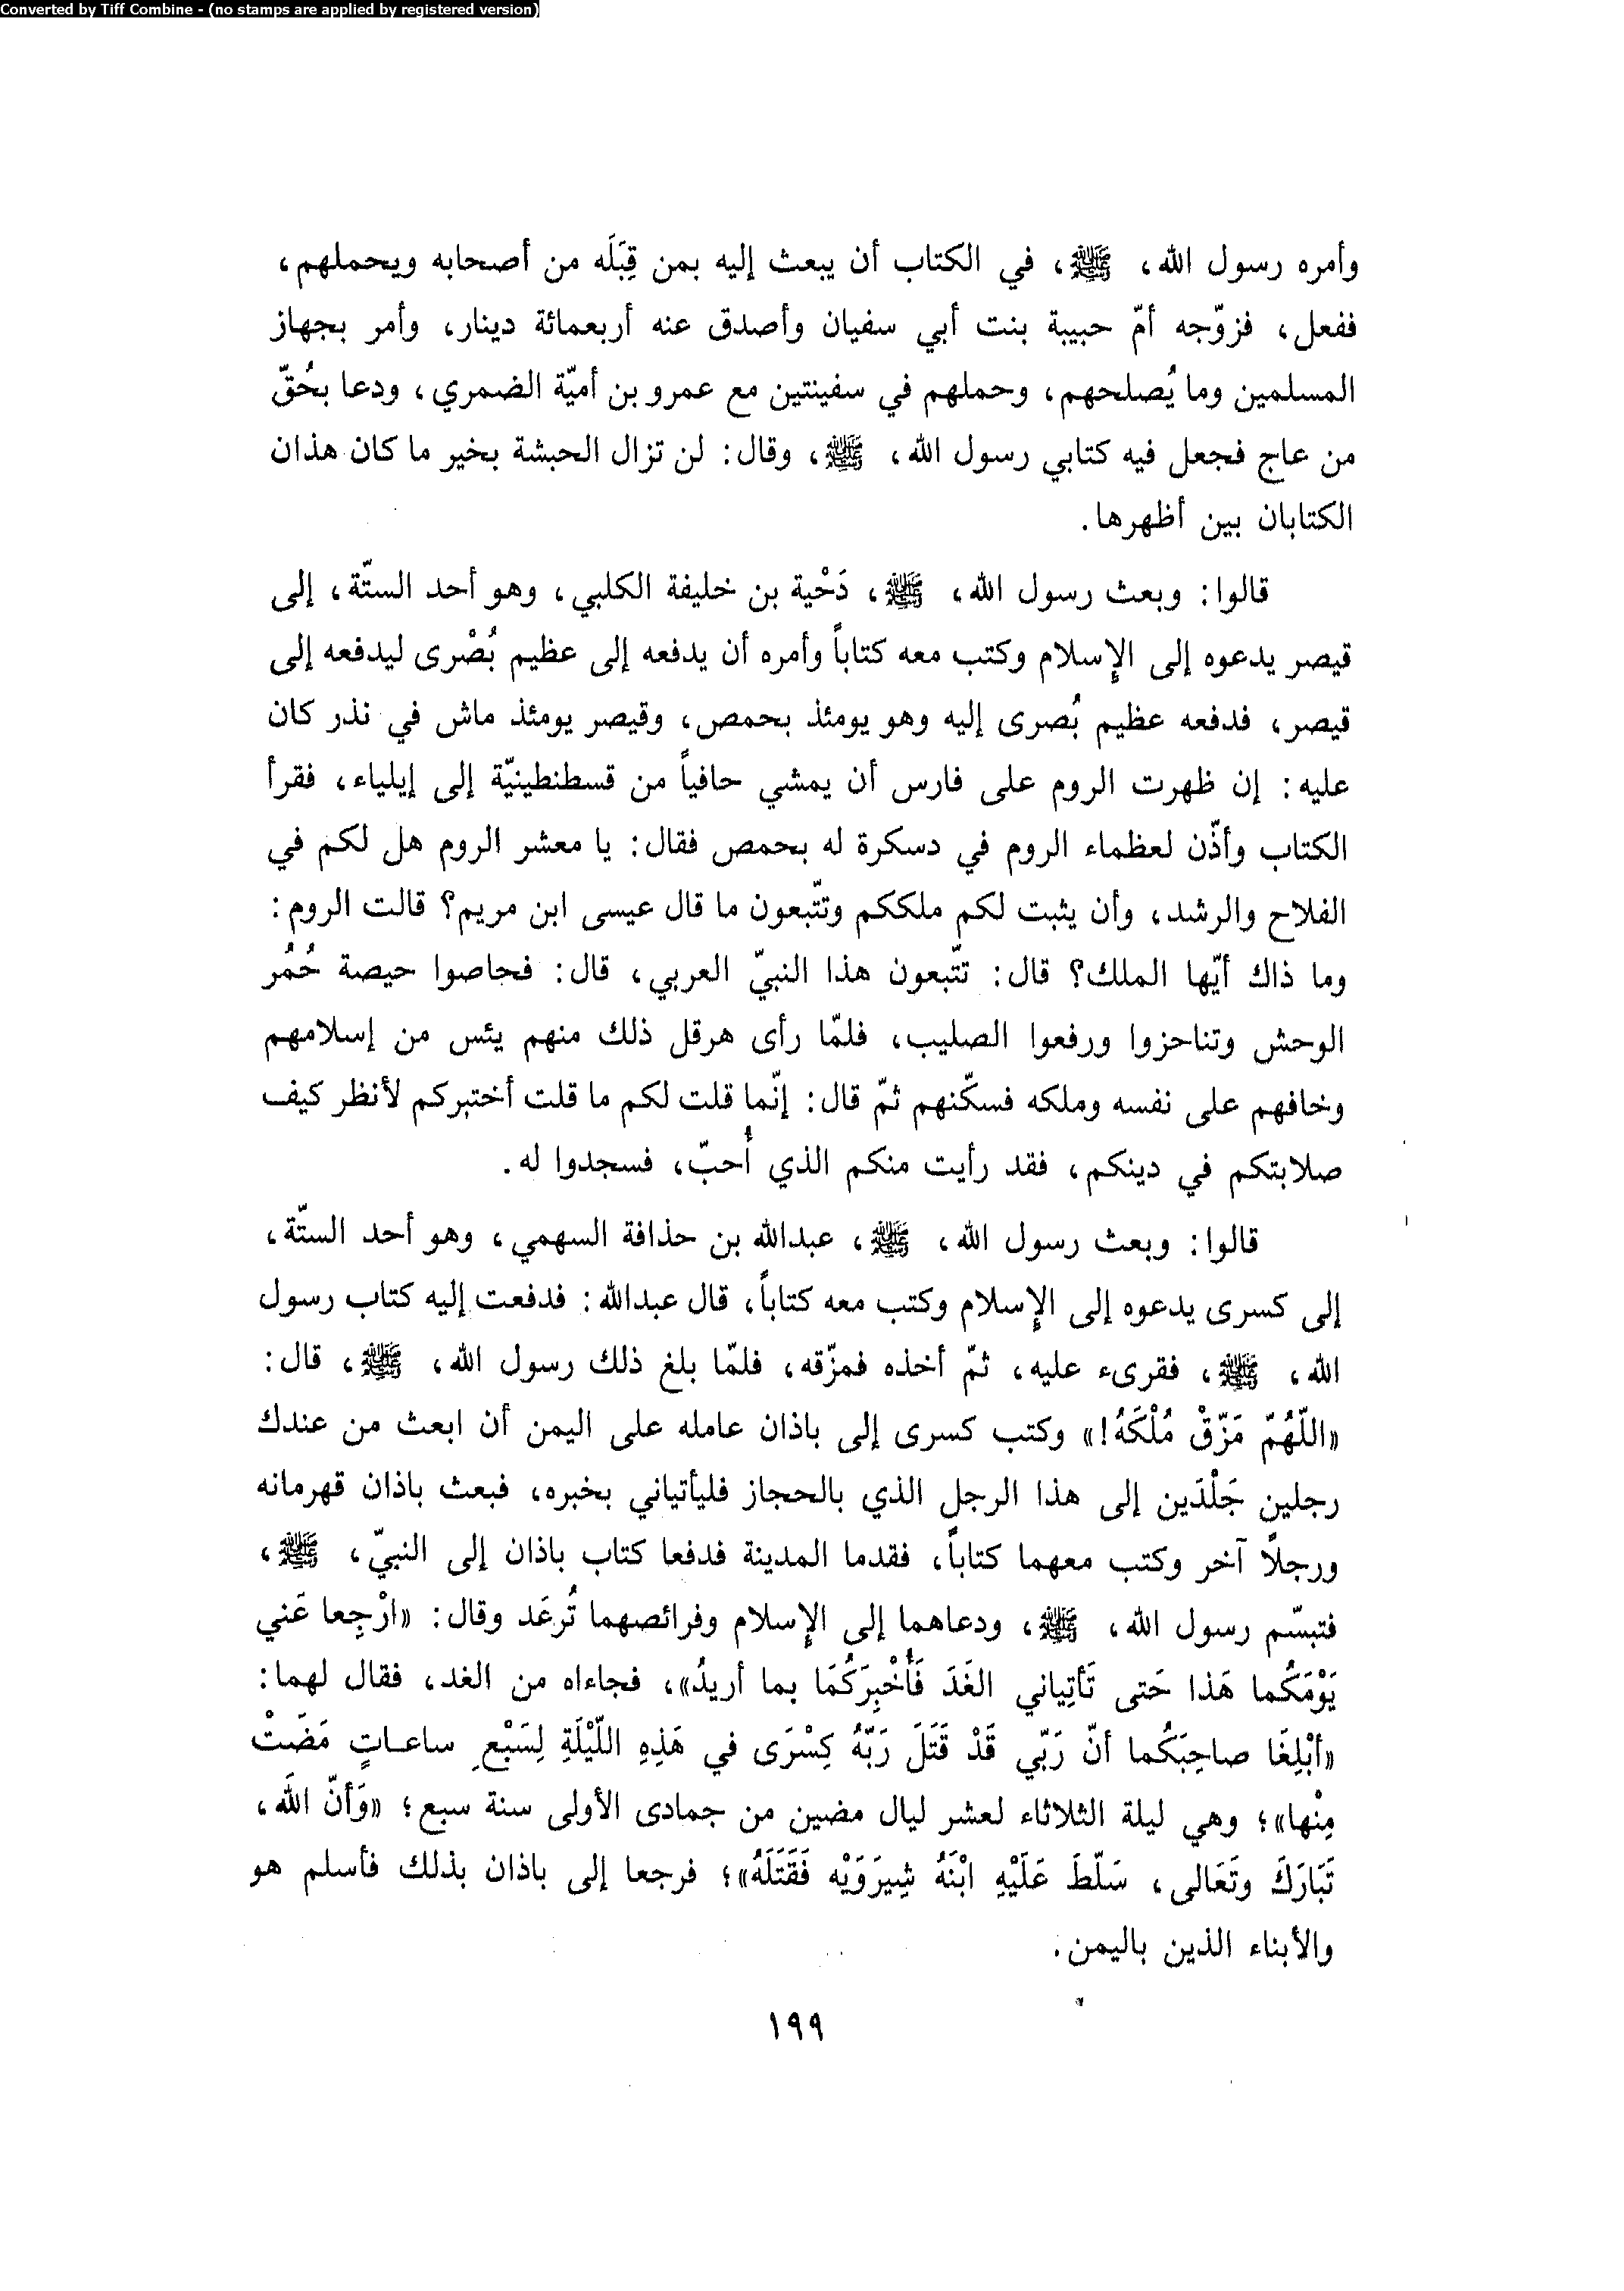 Converted by Tiff Combine - (no stamps are applied by registered version)
وأمره رسول الله، ﷺ، في الكتاب أن يبعث إليه بمن قِبَلَه من أصحابه ويحملهم،
ففعل، فزوّجه أمّ حبيبة بنت أبي سفيان وأصدق عنه أربعمائة دينار، وأمر بجهاز
المسلمين وما يُصلحهم، وحملهم في سفينتين مع عمرو بن أميّة الضمري، ودعا بحُقّ
من عاج فجعل فيه كتابي رسول الله، ﷺ، وقال: لن تزال الحبشة بخير ما كان هذان
الكتابان بين أظهرها.
قالوا: وبعث رسول الله، ﷺ، دَحْية بن خليفة الكلبي، وهو أحد الستّة، إلى
قيصر يدعوه إلى الإسلام وكتب معه كتاباً وأمره أن يدفعه إلى عظيم بُصْرى ليدفعه إلى
قيصر، فدفعه عظيم بُصرى إليه وهو يومئذ بحمص، وقيصر يومئذ ماش في نذر كان
عليه: إن ظهرت الروم على فارس أن يمشي حافياً من قسطنطينيّة إلى إيلياء، فقرأ
الكتاب وأذّن لعظماء الروم في دسكرة له بحمص فقال: يا معشر الروم هل لكم في
الفلاح والرشد، وأن يثبت لكم ملككم وتتّبعون ما قال عيسى ابن مريم؟ قالت الروم:
وما ذاك أيّها الملك؟ قال: تتّبعون هذا النبيّ العربي، قال: فحاصوا حيصة حُمُر
الوحش وتناحزوا ورفعوا الصليب، فلمّا رأى هرقل ذلك منهم يئس من إسلامهم
وخافهم على نفسه وملكه فسكّنهم ثمّ قال: إنّما قلت لكم ما قلت أختبركم لأنظر كيف
صلابتكم في دينكم، فقد رأيت منكم الذي أُحبّ، فسجدوا له.
قالوا: وبعث رسول الله، ﷺ، عبدالله بن حذافة السهمي، وهو أحد الستّة،
إلى كسرى يدعوه إلى الإسلام وكتب معه كتاباً، قال عبدالله: فدفعت إليه كتاب رسول
الله، ﷺ، فقرىء عليه، ثمّ أخذه فمزّقه، فلمّا بلغ ذلك رسول الله، ﷺ، قال:
«اللّهُمّ مَزّقْ مُلْكَهُ!» وكتب كسرى إلى باذان عامله على اليمن أن ابعث من عندك
رجلين جَلْدَين إلى هذا الرجل الذي بالحجاز فليأتياني بخبره، فبعث باذان قهرمانه
ورجلًا آخر وكتب معهما كتاباً، فقدما المدينة فدفعا كتاب باذان إلى النبيّ، ﷺ،
فتبسّم رسول الله، ﷺ، ودعاهما إلى الإسلام وفرائصهما تُرعَد وقال: «ارْجِعا عَني
يَوْمَكُما هَذا حَتى تَأتِياني الغَدَ فَأُخْبِرَكُمَا بما أريدُ»، فجاءاه من الغد، فقال لهما:
«أبْلِغَا صاحِبَكُما أنّ رَبّي قَدْ قَتَلَ رَبّهُ كِسْرَى في هَذِهِ اللّيْلَةِ لِسَبْعِ ساعاتٍ مَضَتْ
مِنْها»؛ وهي ليلة الثلاثاء لعشر ليال مضين من جمادى الأولى سنة سبع؛ «وَأنّ الله،
تَبَارَكَ وتَعَالى، سَلّطَ عَلَيْهِ ابْنَهُ شِيرَوَيْه فَقَتَلَهُ»؛ فرجعا إلى باذان بذلك فأسلم هو
والأبناء الذين باليمن.
١٩٩